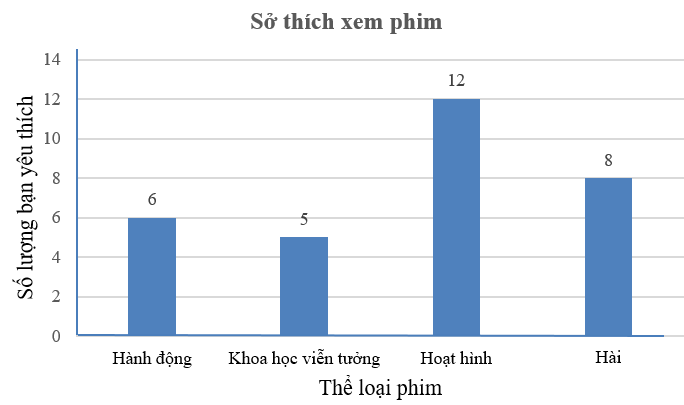 Sở thích xem phim
Số lượng bạn yêu thích
14
12
10
8
6
4
2
0
6
5
12
8
Hành động
Khoa học viễn tưởng
Hoạt hình
Hài
Thể loại phim